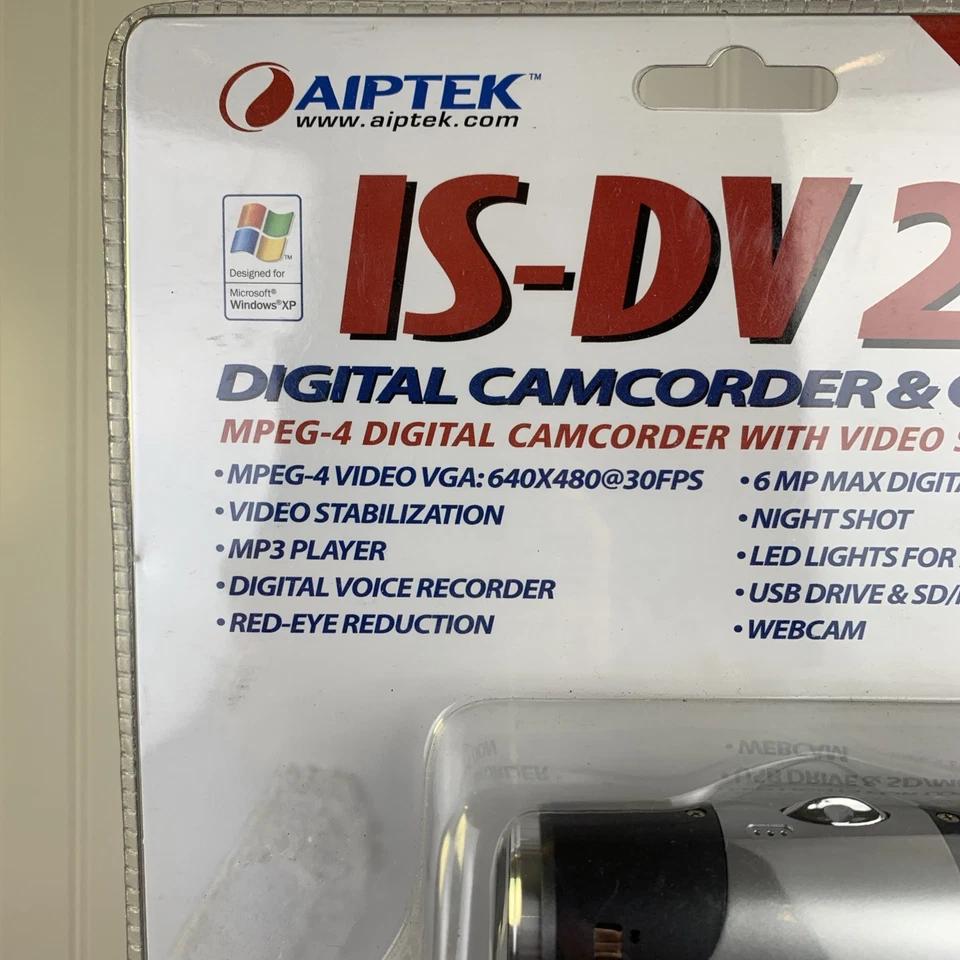 AIPTEK™
www.aiptek.com
Designed for
Microsoft®
Windows®XP
IS-DV 2
DIGITAL CAMCORDER &
MPEG-4 DIGITAL CAMCORDER WITH VIDEO
• MPEG-4 VIDEO VGA: 640X480@30FPS
• VIDEO STABILIZATION
• MP3 PLAYER
• DIGITAL VOICE RECORDER
• RED-EYE REDUCTION
• 6 MP MAX DIGITA
• NIGHT SHOT
• LED LIGHTS FOR
• USB DRIVE & SD/
• WEBCAM